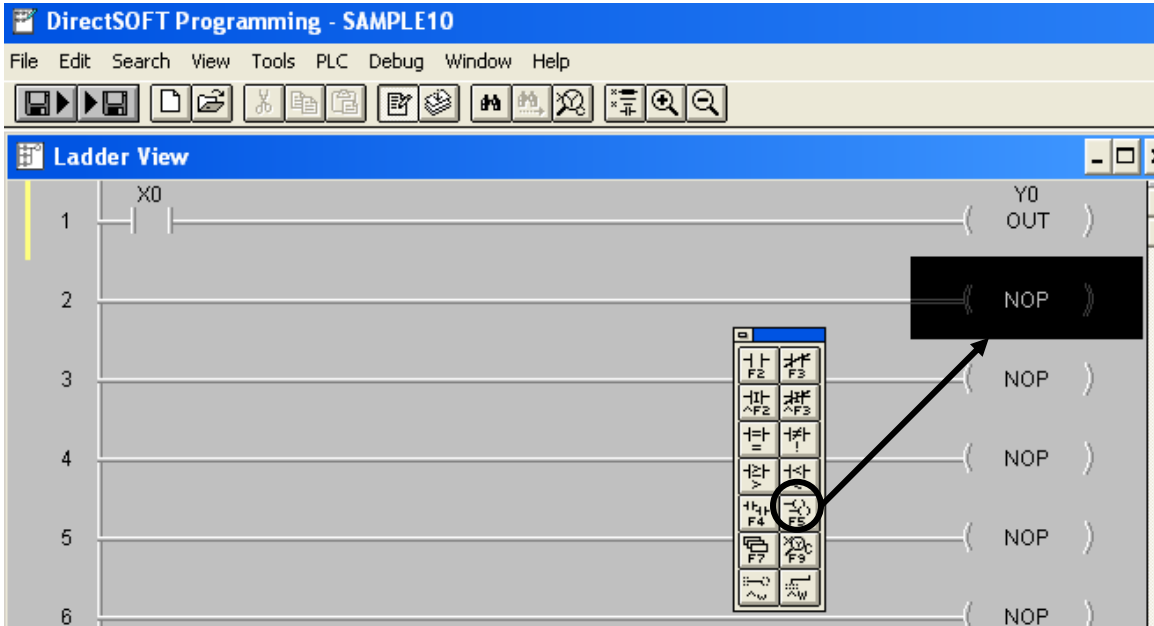 DirectSOFT Programming - SAMPLE10
File Edit Search View Tools PLC Debug Window Help
Ladder View
X0 Y0
1 OUT
2 NOP
3 NOP
4 NOP
5 NOP
6 NOP
F2 F3
^F2 ^F3
= !
>
F4 F5
F7 F9
^w ^W